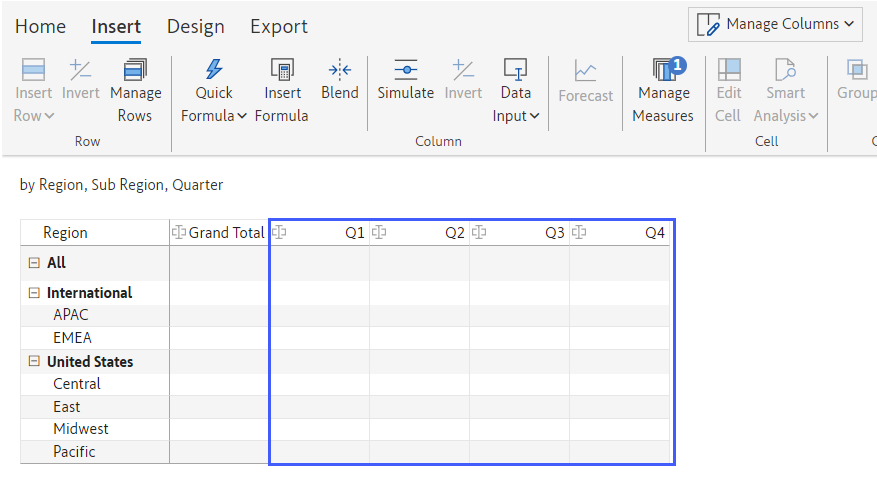 Home Insert Design Export Manage Columns
Insert Row Invert Manage Rows Quick Formula Insert Formula Blend Simulate Invert Data Input Forecast Manage Measures 1 Edit Cell Smart Analysis Group
Row Column Cell C
by Region, Sub Region, Quarter
Region Grand Total Q1 Q2 Q3 Q4
All
International
APAC
EMEA
United States
Central
East
Midwest
Pacific